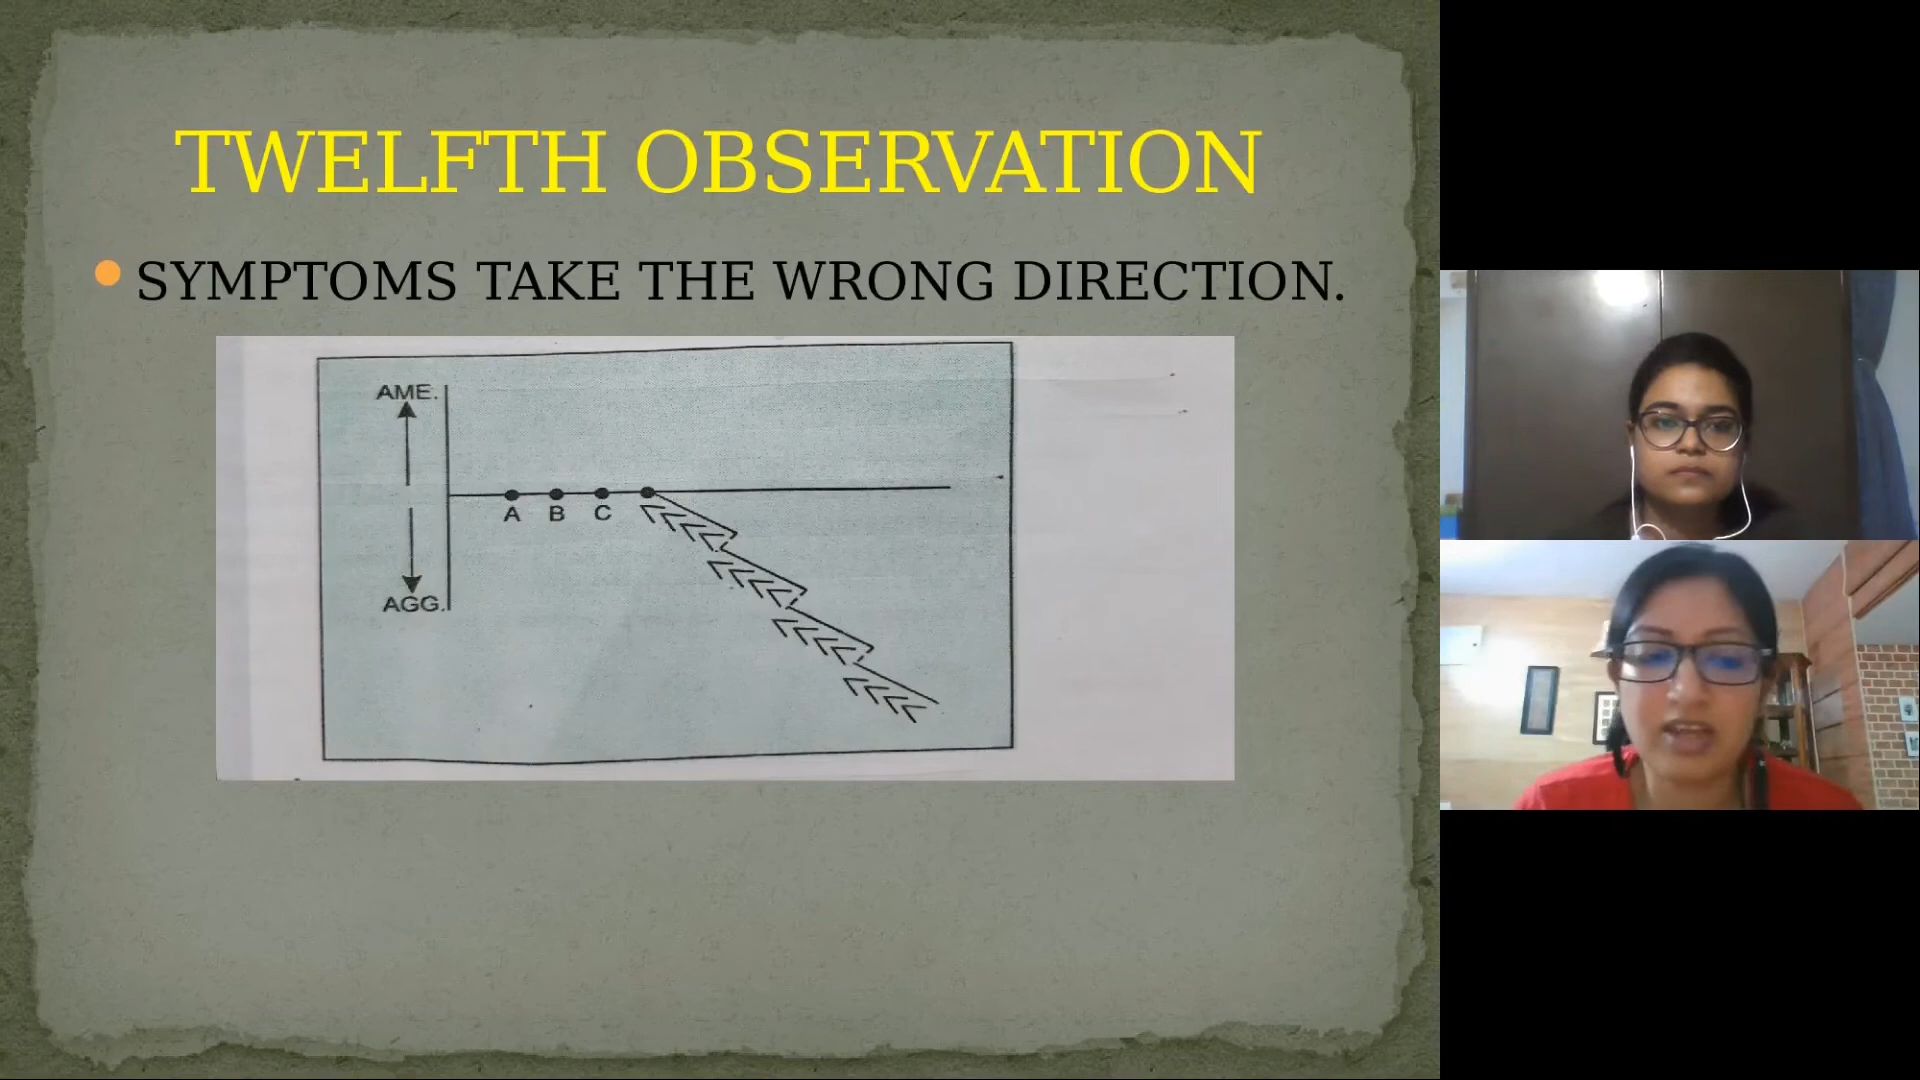 TWELFTH OBSERVATION
SYMPTOMS TAKE THE WRONG DIRECTION.
AME.
A B C
AGG.